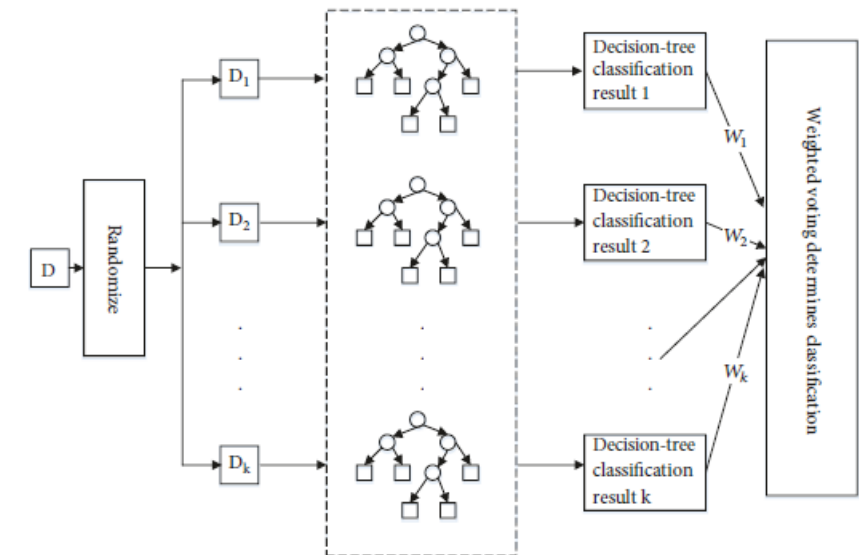 D
Randomize
D1
D2
Dk
Decision-tree
classification
result 1
Decision-tree
classification
result 2
Decision-tree
classification
result k
W1
W2
Wk
Weighted voting determines classification